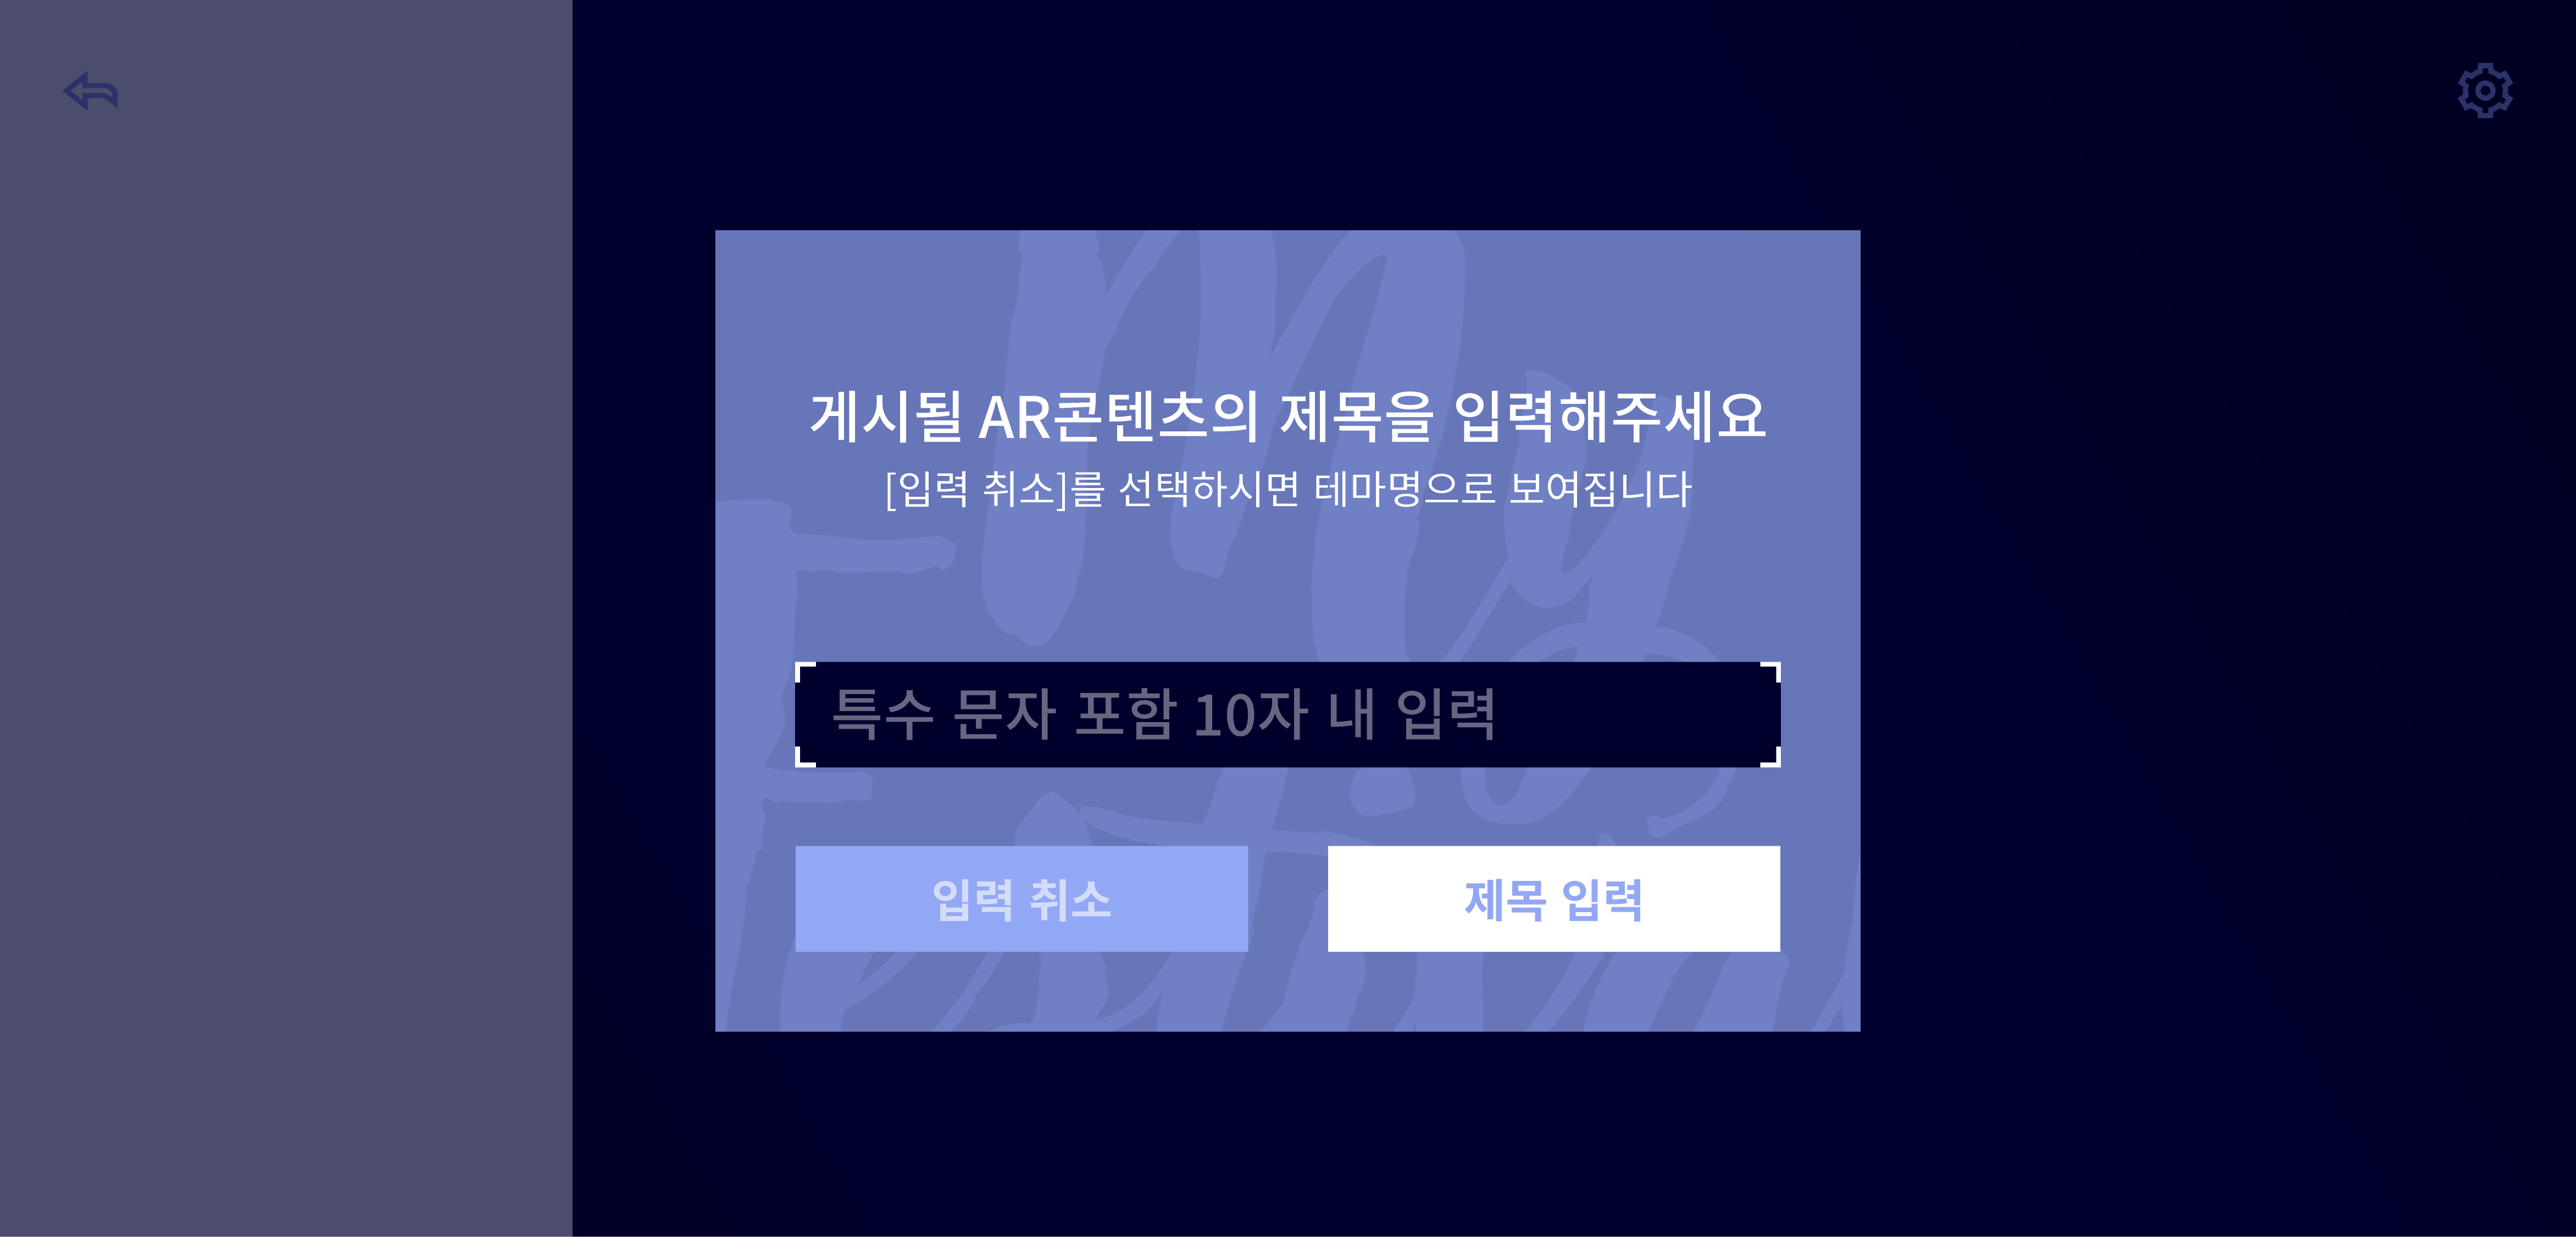 게시될 AR콘텐츠의 제목을 입력해주세요
[입력 취소]를 선택하시면 테마명으로 보여집니다
특수 문자 포함 10자 내 입력
입력 취소
제목 입력